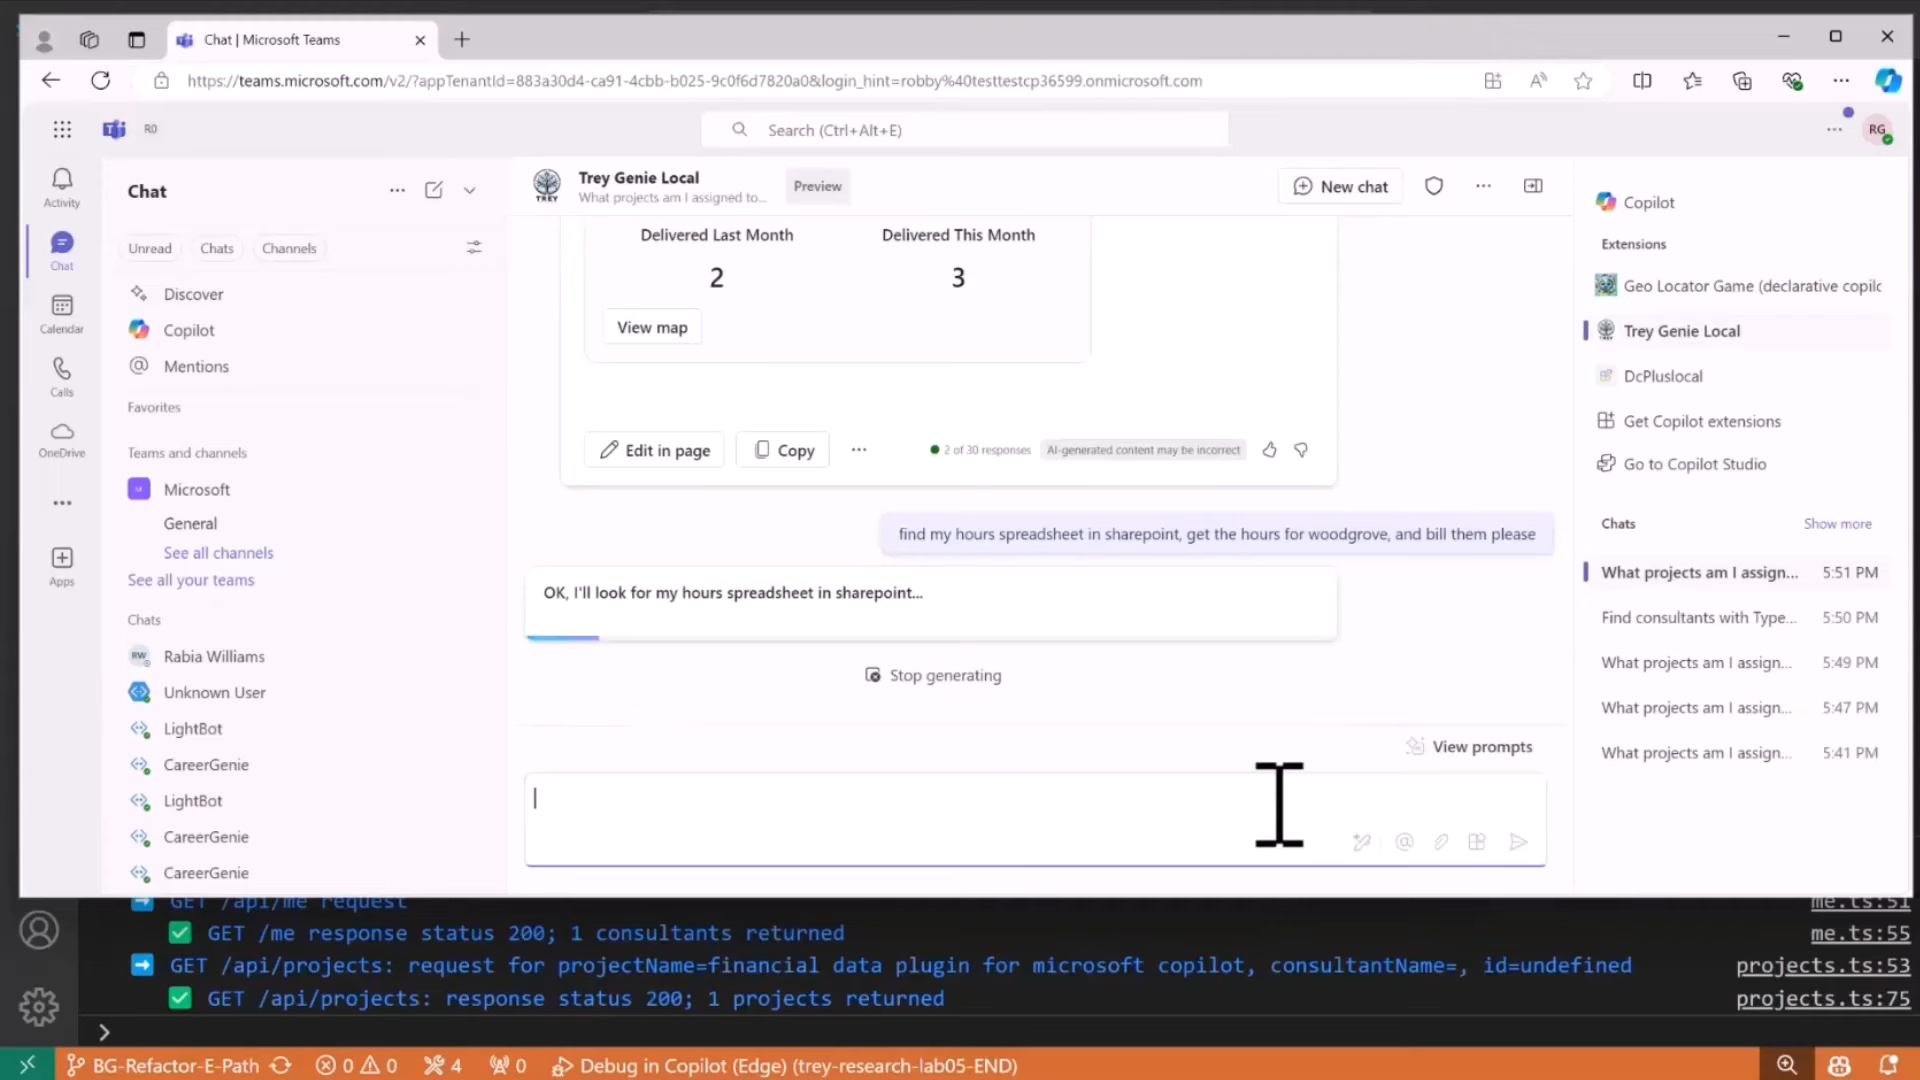 Chat | Microsoft Teams
https://teams.microsoft.com/v2/?appTenantId=883a30d4-ca91-4cbb-b025-9c0f6d7820a0&login_hint=robby%40testtestcp36599.onmicrosoft.com
R0
Search (Ctrl+Alt+E)
RG
Activity
Chat
Calendar
Calls
OneDrive
Apps
Chat
Unread
Chats
Channels
Discover
Copilot
Mentions
Favorites
Teams and channels
M
Microsoft
General
See all channels
See all your teams
Chats
RW
Rabia Williams
Unknown User
LightBot
CareerGenie
LightBot
CareerGenie
CareerGenie
TREY
Trey Genie Local
What projects am I assigned to...
Preview
New chat
Delivered Last Month
Delivered This Month
2
3
View map
Edit in page
Copy
2 of 30 responses
AI-generated content may be incorrect
find my hours spreadsheet in sharepoint, get the hours for woodgrove, and bill them please
OK, I'll look for my hours spreadsheet in sharepoint...
Stop generating
View prompts
Copilot
Extensions
Geo Locator Game (declarative copilo
Trey Genie Local
DcPluslocal
Get Copilot extensions
Go to Copilot Studio
Chats
Show more
What projects am I assign... 5:51 PM
Find consultants with Type... 5:50 PM
What projects am I assign... 5:49 PM
What projects am I assign... 5:47 PM
What projects am I assign... 5:41 PM
GET /api/me request me.ts:51
GET /me response status 200; 1 consultants returned me.ts:55
GET /api/projects: request for projectName=financial data plugin for microsoft copilot, consultantName=, id=undefined projects.ts:53
GET /api/projects: response status 200; 1 projects returned projects.ts:75
BG-Refactor-E-Path 0 0 4 0 Debug in Copilot (Edge) (trey-research-lab05-END)